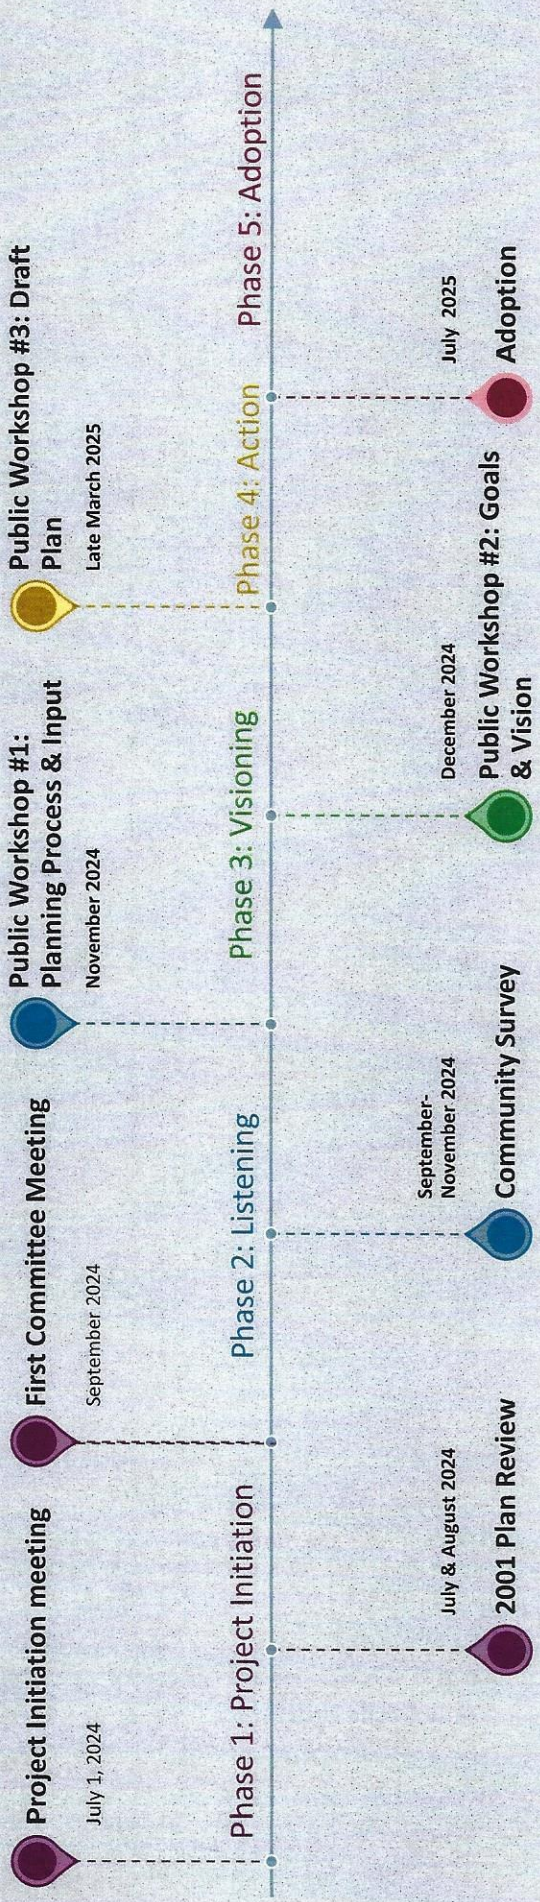 Project Initiation meeting
July 1, 2024
First Committee Meeting
September 2024
Public Workshop #1:
Planning Process & Input
November 2024
Public Workshop #3: Draft
Plan
Late March 2025
Phase 1: Project Initiation
Phase 2: Listening
Phase 3: Visioning
Phase 4: Action
Phase 5: Adoption
July & August 2024
2001 Plan Review
September-
November 2024
Community Survey
December 2024
Public Workshop #2: Goals
& Vision
July 2025
Adoption